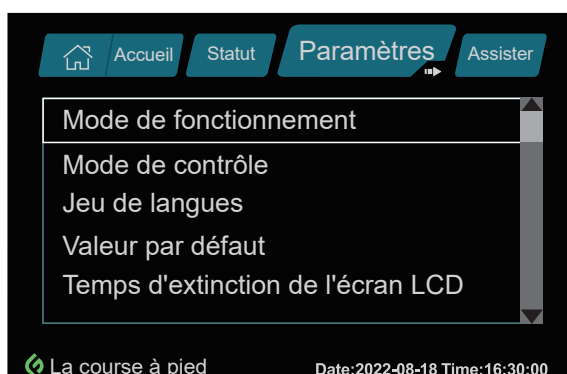 Accueil Statut Paramètres Assister
Mode de fonctionnement
Mode de contrôle
Jeu de langues
Valeur par défaut
Temps d'extinction de l'écran LCD
La course à pied Date:2022-08-18 Time:16:30:00